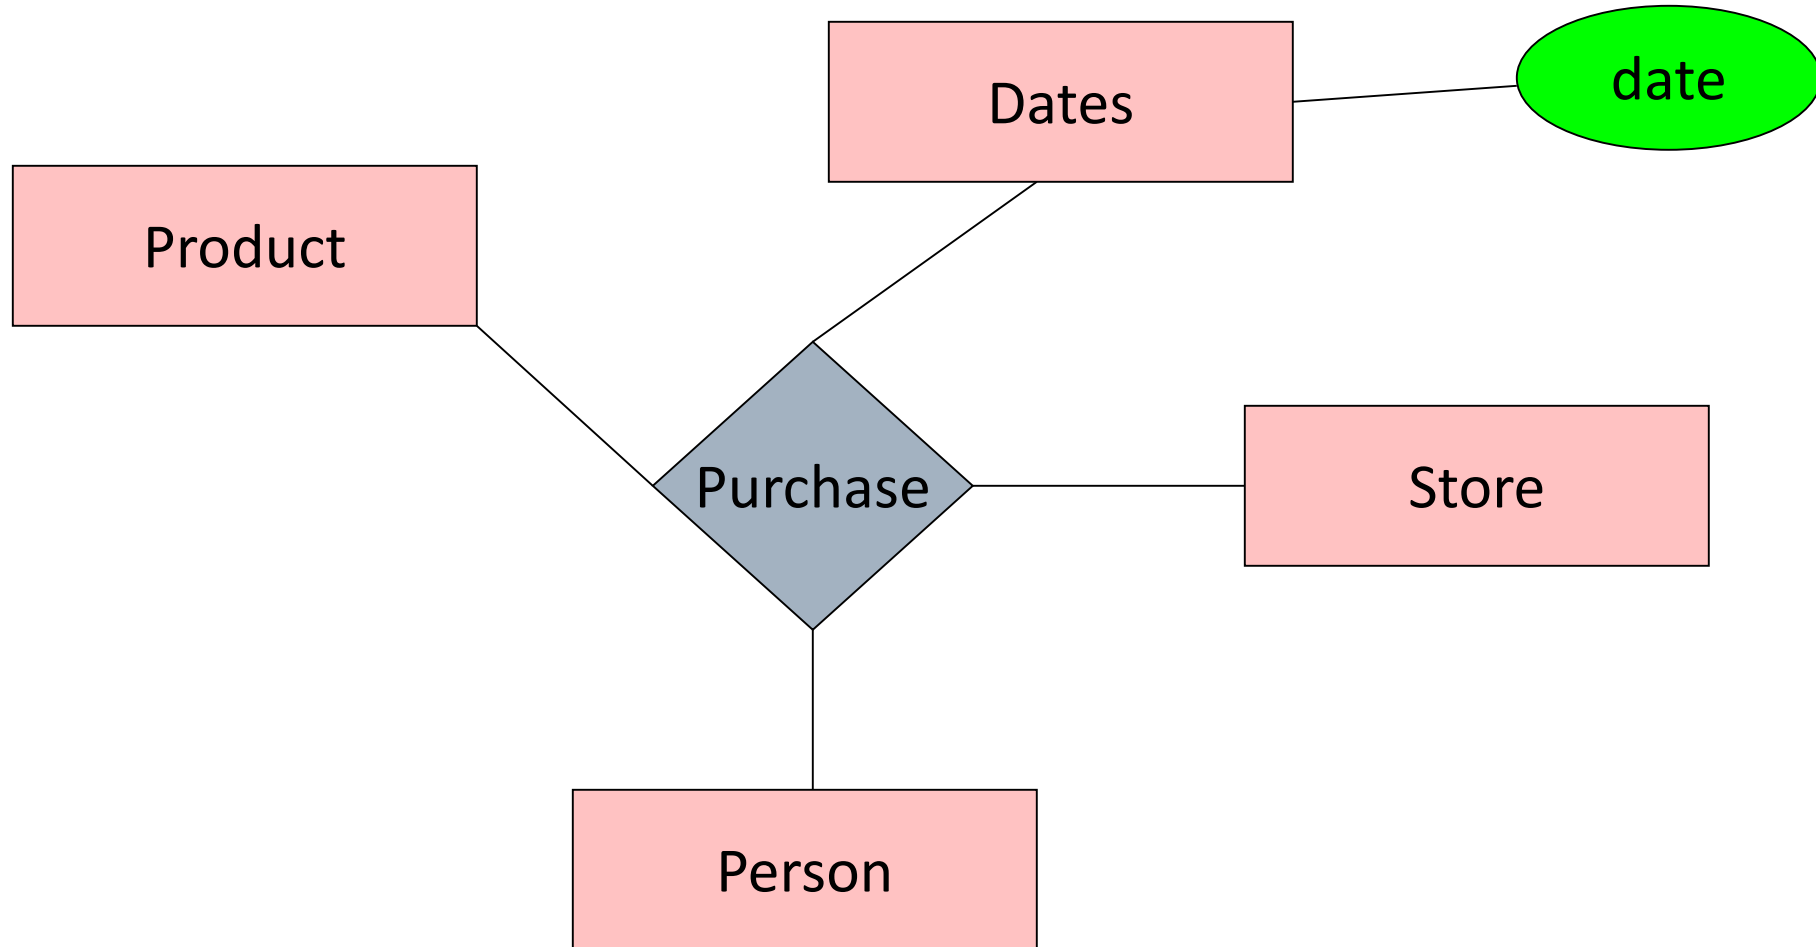 Dates
date
Product
Purchase
Store
Person